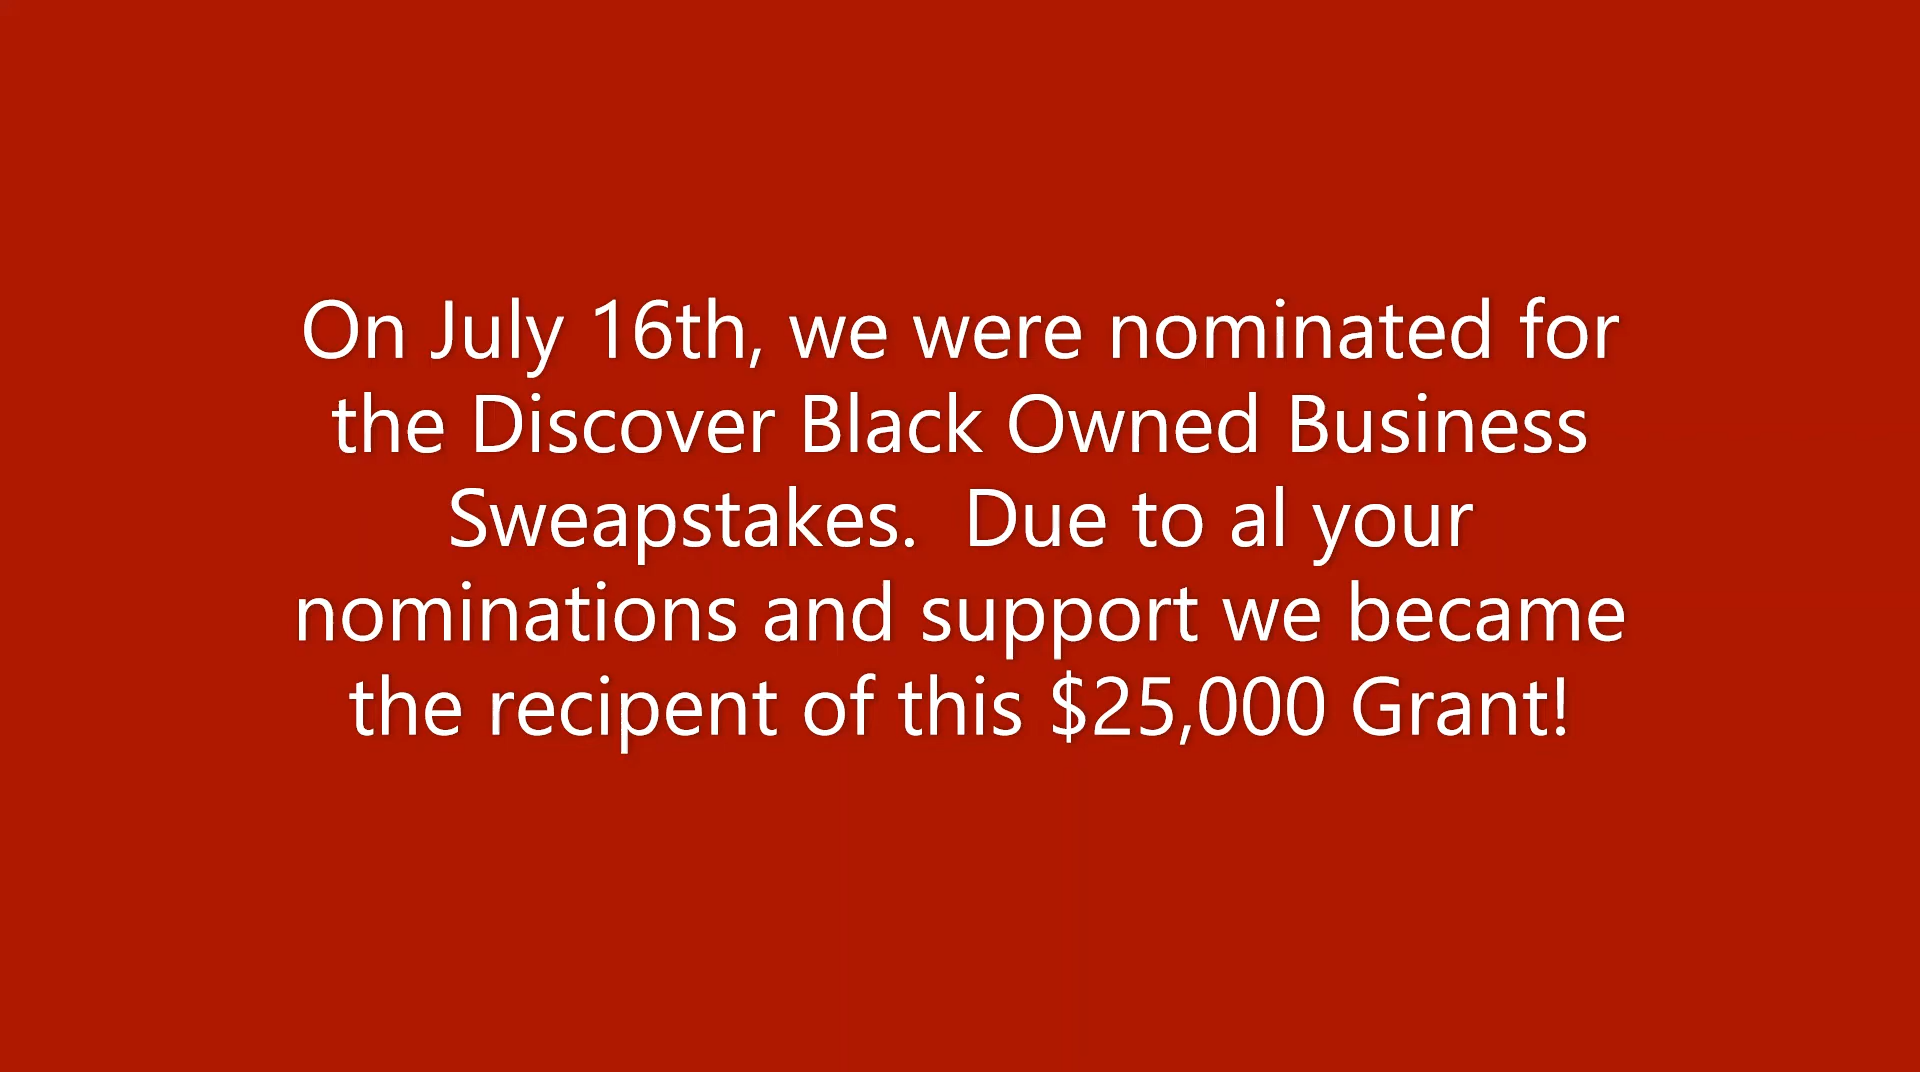 On July 16th, we were nominated for
the Discover Black Owned Business
Sweapstakes.  Due to al your
nominations and support we became
the recipent of this $25,000 Grant!